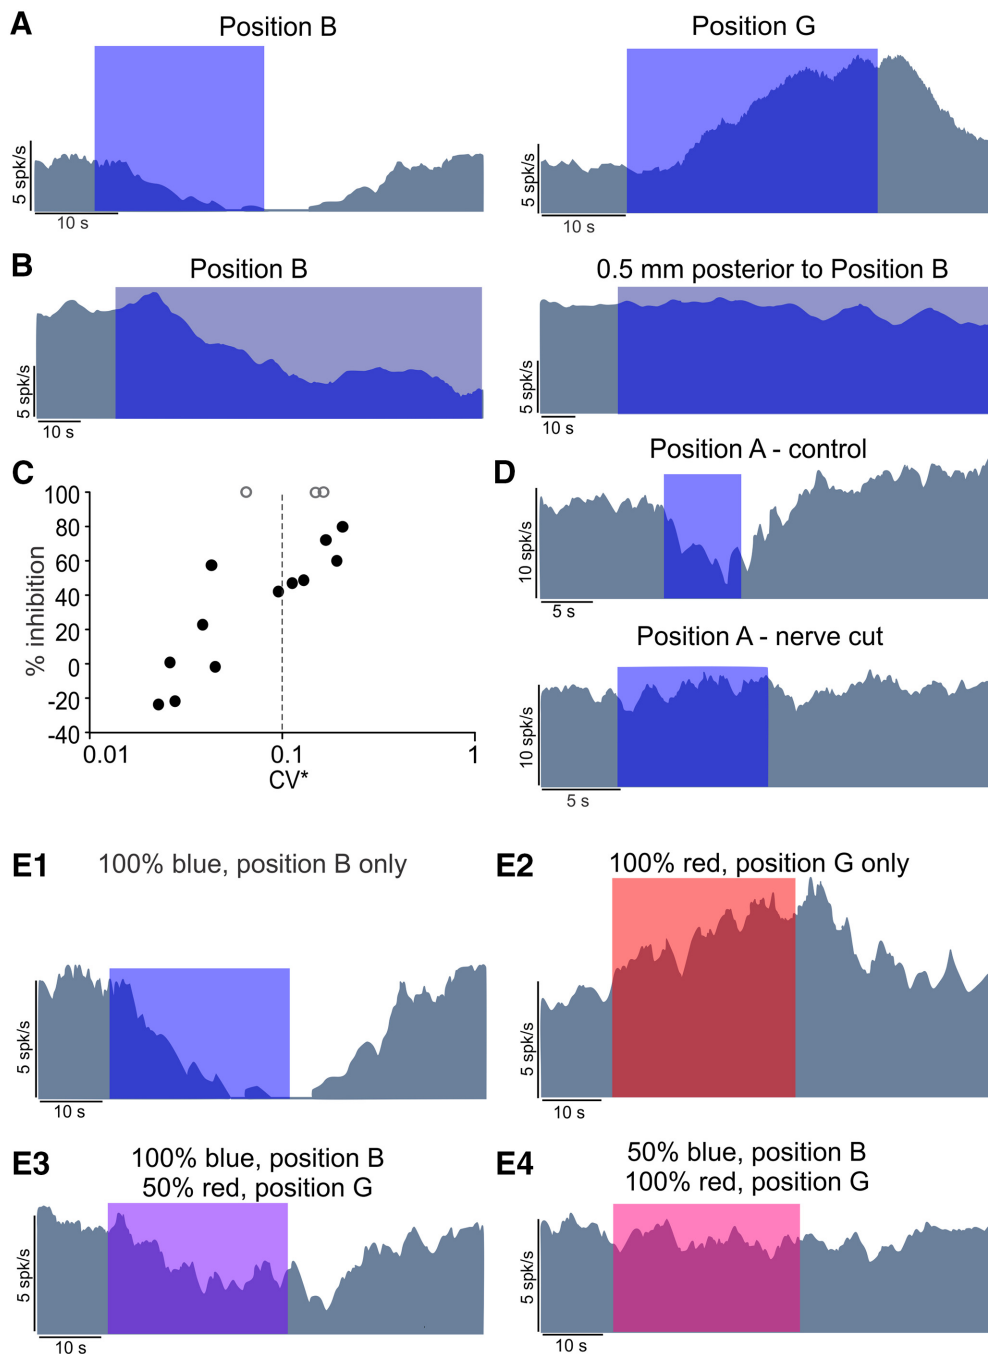 A
Position B
5 spk/s
10 s
Position G
5 spk/s
10 s
B
Position B
5 spk/s
10 s
0.5 mm posterior to Position B
5 spk/s
10 s
C
% inhibition
100
80
60
40
20
0
-20
-40
0.01
0.1
1
CV*
D
Position A - control
10 spk/s
5 s
Position A - nerve cut
10 spk/s
5 s
E1
100% blue, position B only
5 spk/s
10 s
E2
100% red, position G only
5 spk/s
10 s
E3
100% blue, position B
50% red, position G
5 spk/s
10 s
E4
50% blue, position B
100% red, position G
5 spk/s
10 s